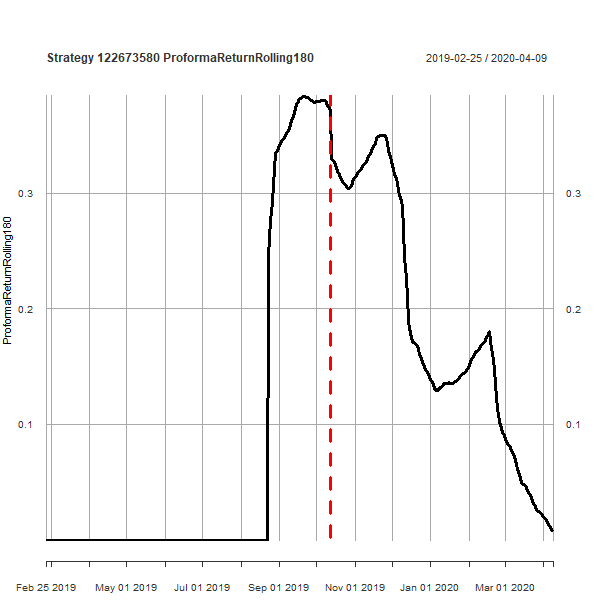 Strategy 122673580 ProformaReturnRolling180
2019-02-25 / 2020-04-09
ProformaReturnRolling180
0.3
0.3
0.2
0.2
0.1
0.1
Feb 25 2019
May 01 2019
Jul 01 2019
Sep 01 2019
Nov 01 2019
Jan 01 2020
Mar 01 2020